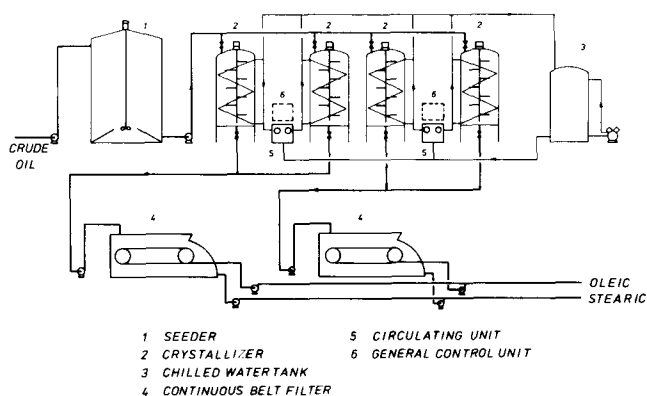 1
2
2
2
2
3
6
6
CRUDE
OIL
5
5
4
4
OLEIC
STEARIC
1 SEEDER
2 CRYSTALLIZER
3 CHILLED WATER TANK
4 CONTINUOUS BELT FILTER
5 CIRCULATING UNIT
6 GENERAL CONTROL UNIT